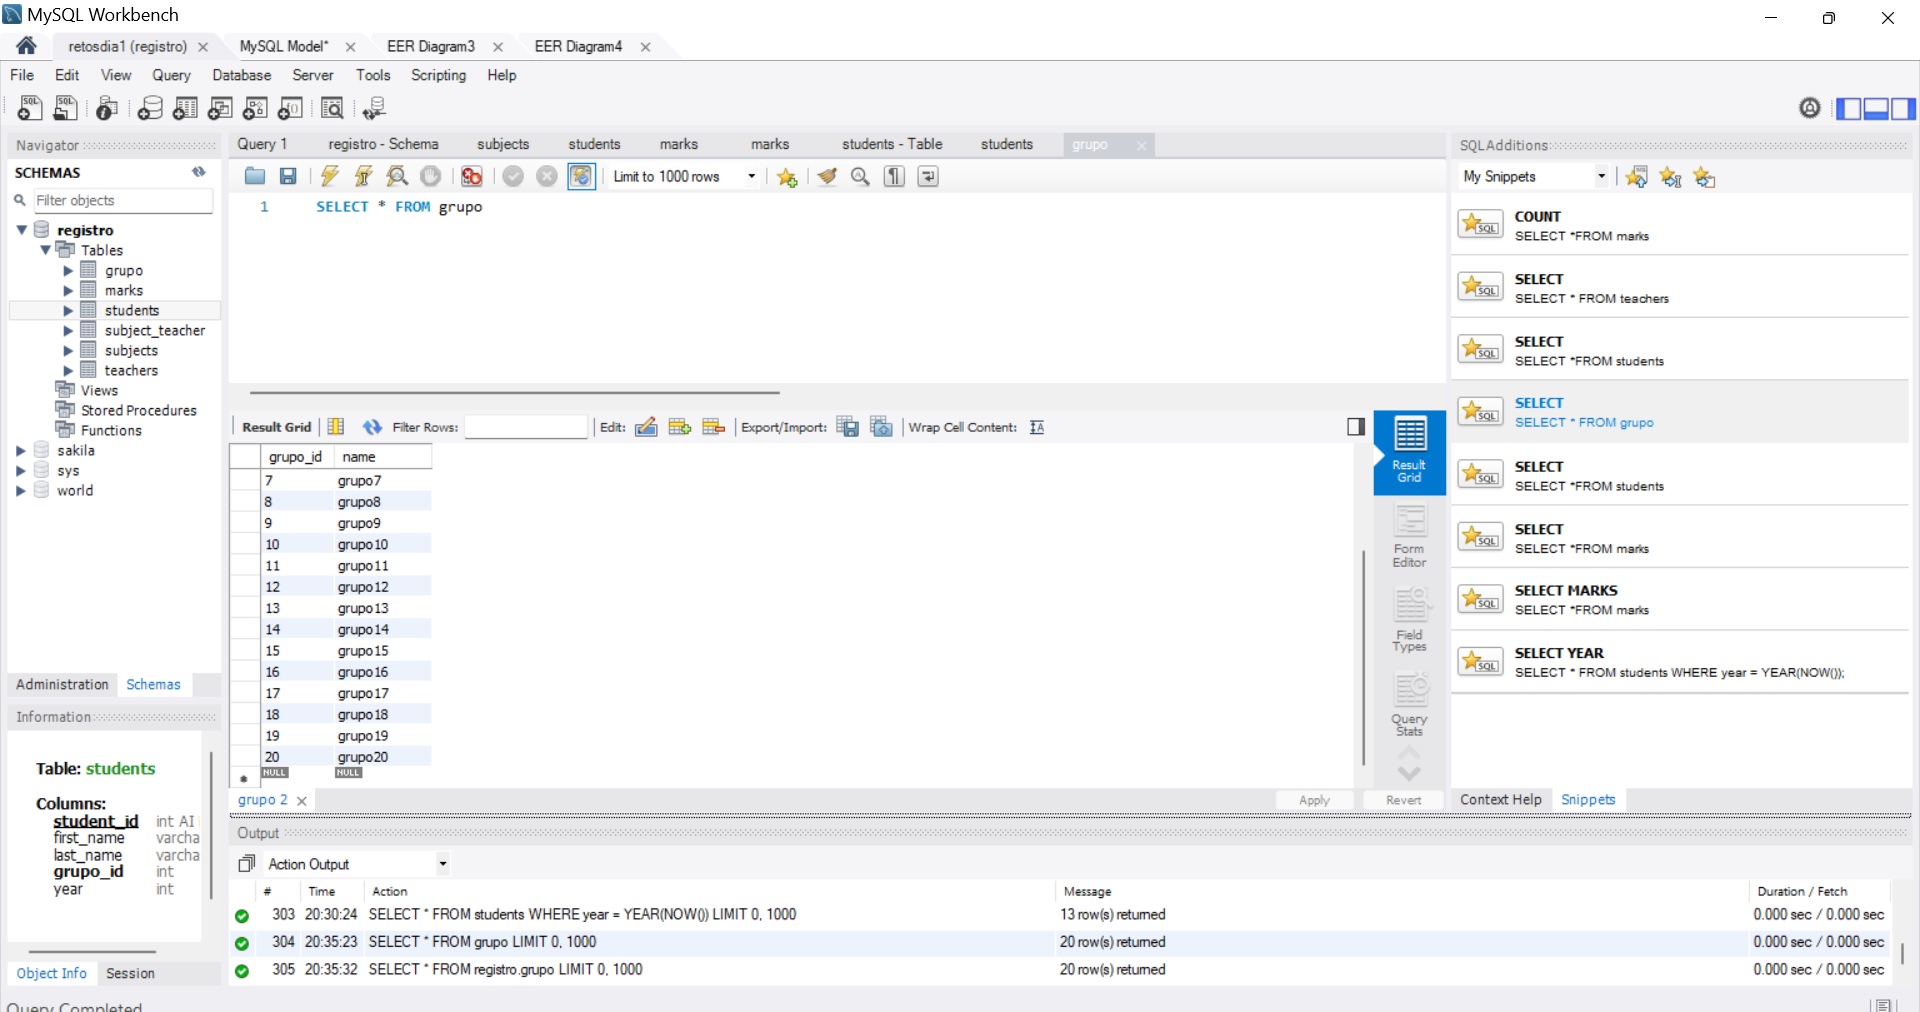 MySQL Workbench
retosdia1 (registro)
MySQL Model*
EER Diagram3
EER Diagram4
File Edit View Query Database Server Tools Scripting Help
Navigator
SCHEMAS
Filter objects
registro
Tables
grupo
marks
students
subject_teacher
subjects
teachers
Views
Stored Procedures
Functions
sakila
sys
world
Administration Schemas
Information
Table: students
Columns:
student_id int AI
first_name varcha
last_name varcha
grupo_id int
year int
Object Info Session
Query Completed
Query 1 registro - Schema subjects students marks marks students - Table students grupo
Limit to 1000 rows
1 SELECT * FROM grupo
Result Grid Filter Rows: Edit: Export/Import: Wrap Cell Content:
grupo_id name
7 grupo7
8 grupo8
9 grupo9
10 grupo10
11 grupo11
12 grupo12
13 grupo13
14 grupo14
15 grupo15
16 grupo16
17 grupo17
18 grupo18
19 grupo19
20 grupo20
NULL NULL
Result
Grid
Form
Editor
Field
Types
Query
Stats
grupo 2
Apply Revert
Output
Action Output
# Time Action Message Duration / Fetch
303 20:30:24 SELECT * FROM students WHERE year = YEAR(NOW()) LIMIT 0, 1000 13 row(s) returned 0.000 sec / 0.000 sec
304 20:35:23 SELECT * FROM grupo LIMIT 0, 1000 20 row(s) returned 0.000 sec / 0.000 sec
305 20:35:32 SELECT * FROM registro.grupo LIMIT 0, 1000 20 row(s) returned 0.000 sec / 0.000 sec
SQLAdditions
My Snippets
COUNT
SELECT *FROM marks
SELECT
SELECT * FROM teachers
SELECT
SELECT *FROM students
SELECT
SELECT * FROM grupo
SELECT
SELECT *FROM students
SELECT
SELECT *FROM marks
SELECT MARKS
SELECT *FROM marks
SELECT YEAR
SELECT * FROM students WHERE year = YEAR(NOW());
Context Help Snippets